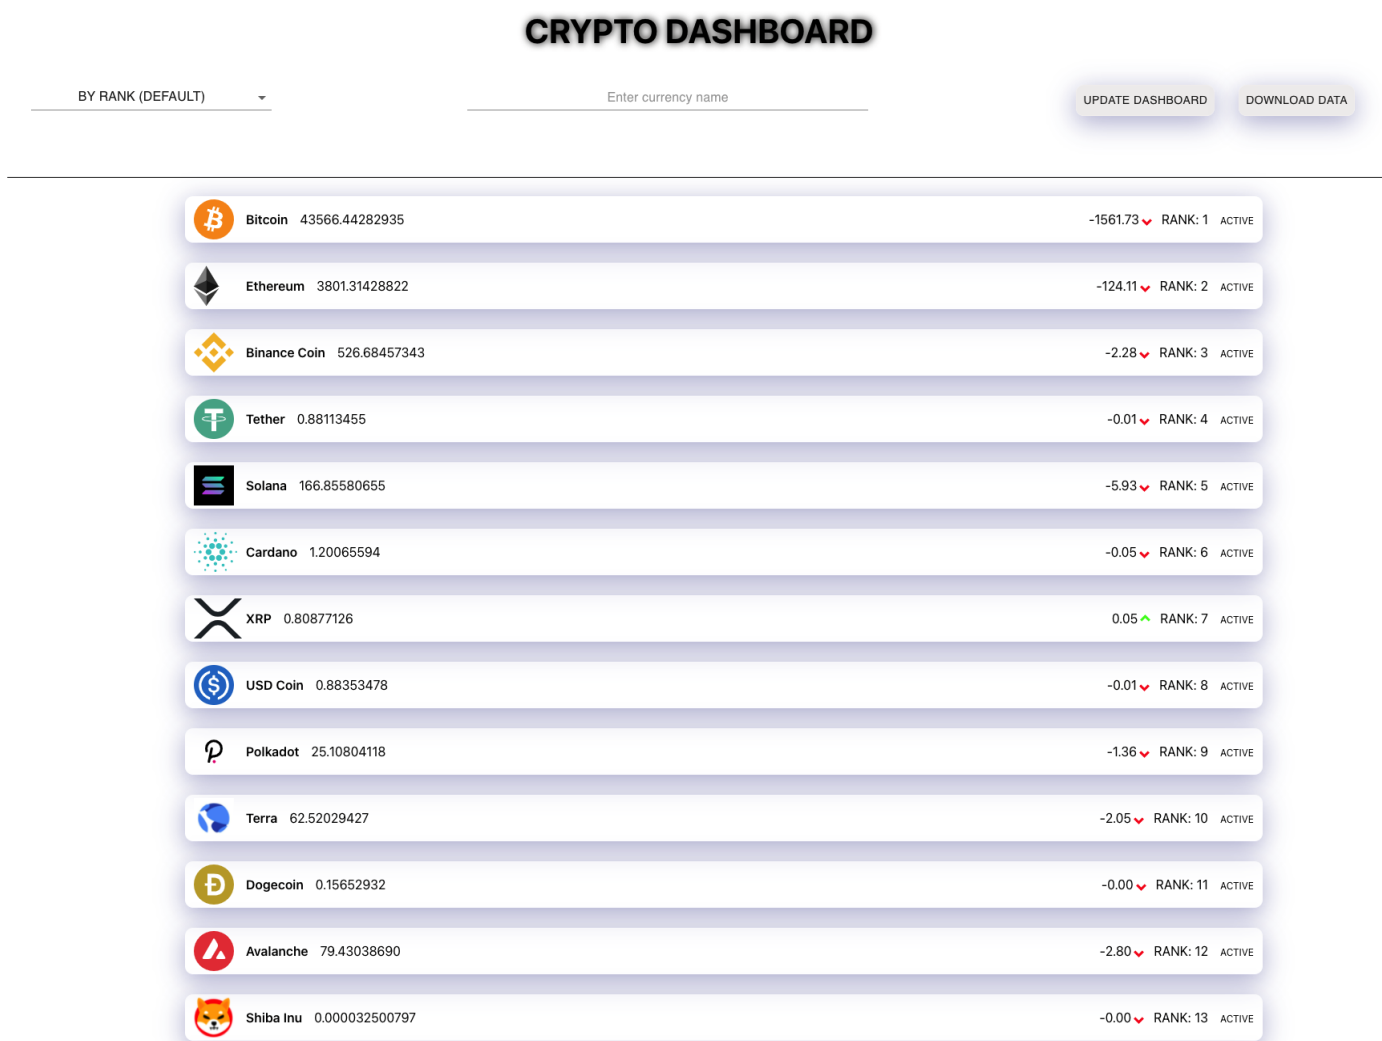 CRYPTO DASHBOARD
BY RANK (DEFAULT) Enter currency name UPDATE DASHBOARD DOWNLOAD DATA
Bitcoin 43566.44282935 -1561.73 RANK: 1 ACTIVE
Ethereum 3801.31428822 -124.11 RANK: 2 ACTIVE
Binance Coin 526.68457343 -2.28 RANK: 3 ACTIVE
Tether 0.88113455 -0.01 RANK: 4 ACTIVE
Solana 166.85580655 -5.93 RANK: 5 ACTIVE
Cardano 1.20065594 -0.05 RANK: 6 ACTIVE
XRP 0.80877126 0.05 RANK: 7 ACTIVE
USD Coin 0.88353478 -0.01 RANK: 8 ACTIVE
Polkadot 25.10804118 -1.36 RANK: 9 ACTIVE
Terra 62.52029427 -2.05 RANK: 10 ACTIVE
Dogecoin 0.15652932 -0.00 RANK: 11 ACTIVE
Avalanche 79.43038690 -2.80 RANK: 12 ACTIVE
Shiba Inu 0.000032500797 -0.00 RANK: 13 ACTIVE